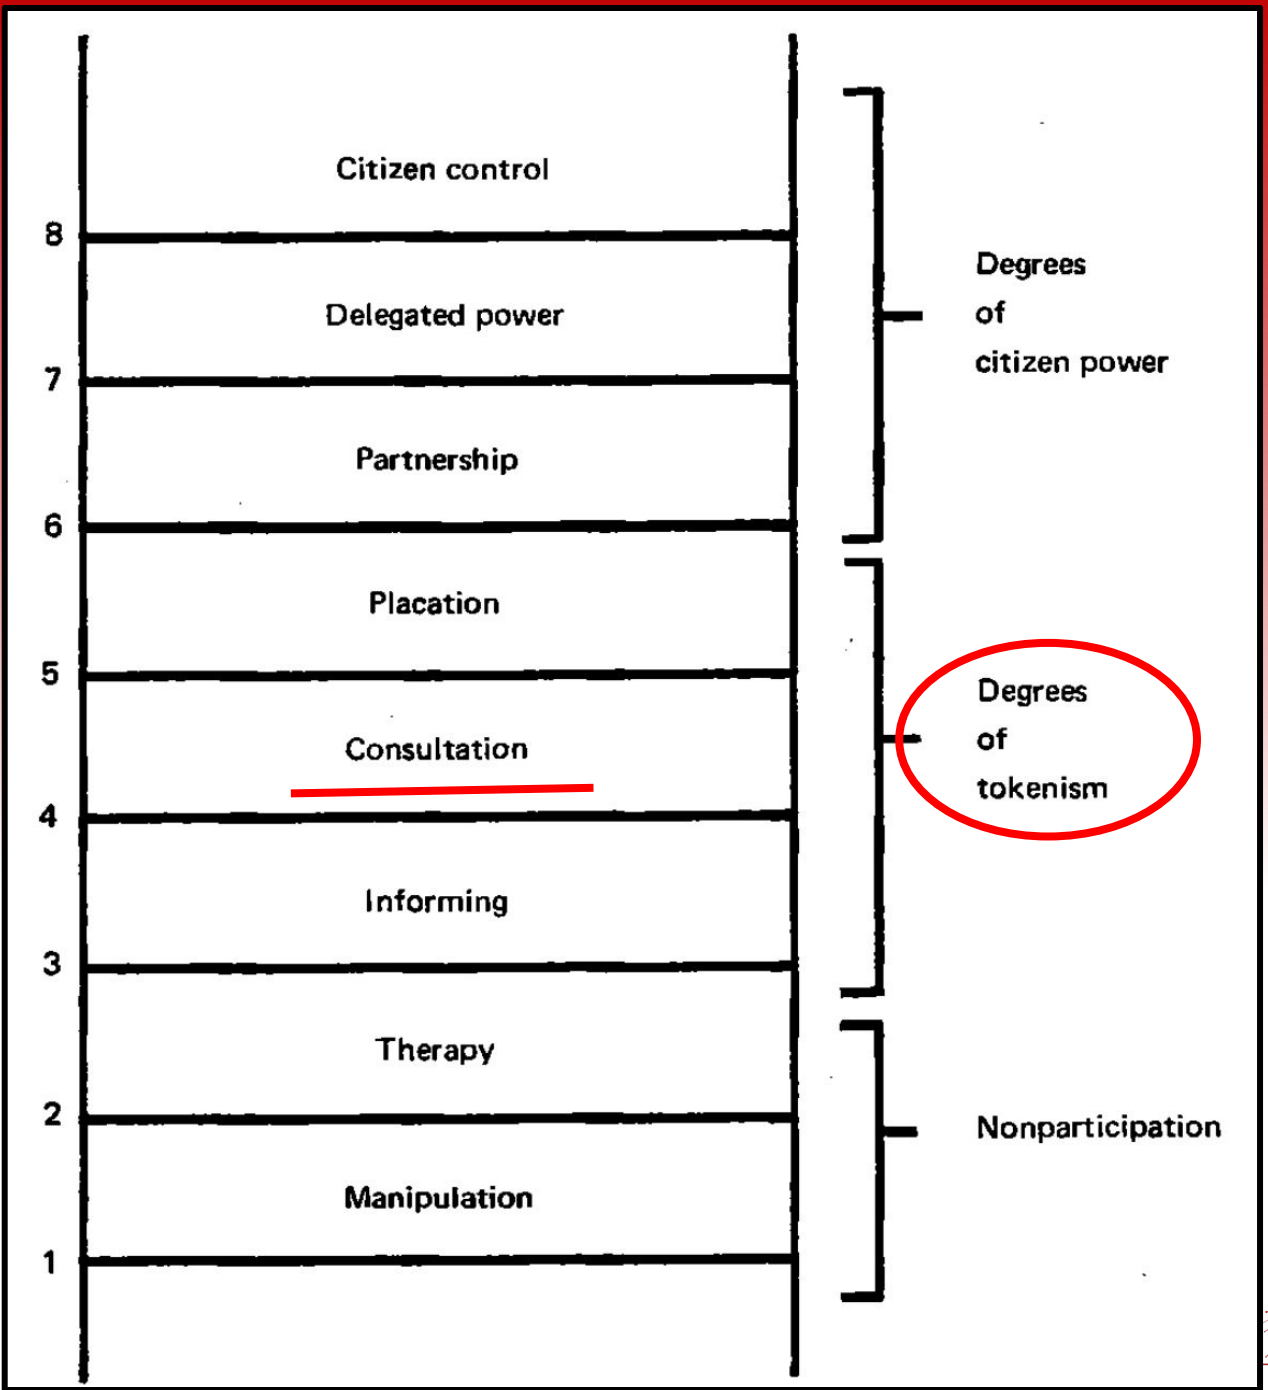 Citizen control
8
Delegated power
7
Partnership
6
Placation
5
Consultation
4
Informing
3
Therapy
2
Manipulation
1
Degrees
of
citizen power
Degrees
of
tokenism
Nonparticipation